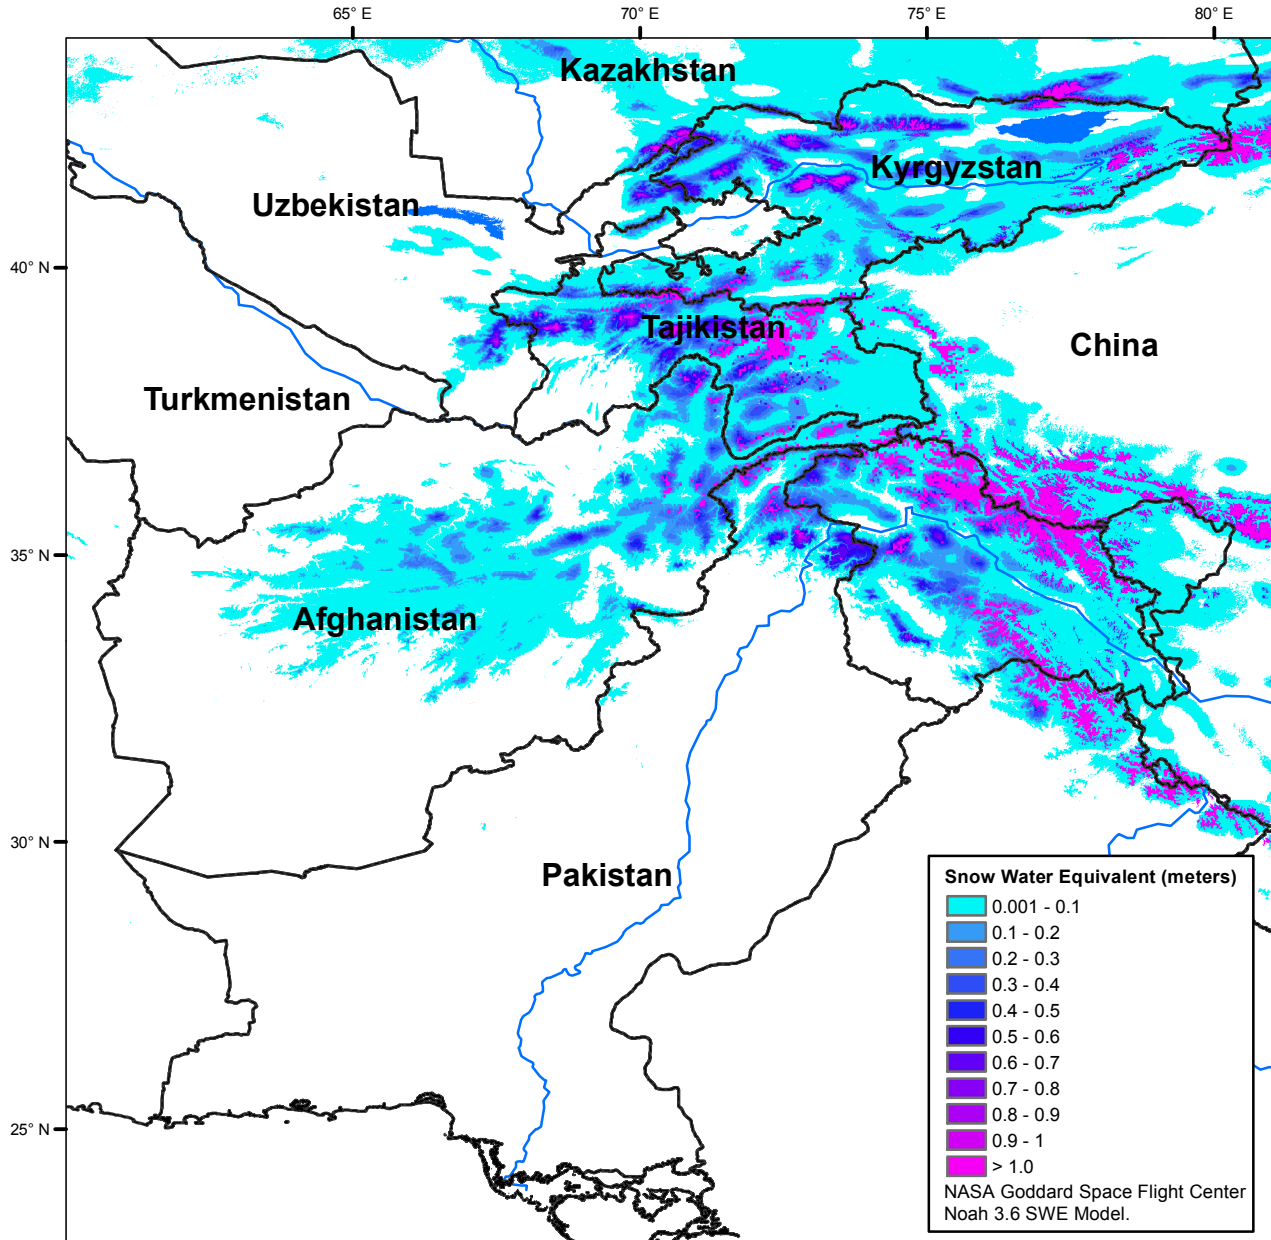 65° E
70° E
75° E
80° E
Kazakhstan
Kyrgyzstan
Uzbekistan
40° N
Tajikistan
China
Turkmenistan
35° N
Afghanistan
30° N
Pakistan
Snow Water Equivalent (meters)
0.001 - 0.1
0.1 - 0.2
0.2 - 0.3
0.3 - 0.4
0.4 - 0.5
0.5 - 0.6
0.6 - 0.7
0.7 - 0.8
0.8 - 0.9
0.9 - 1
> 1.0
25° N
NASA Goddard Space Flight Center
Noah 3.6 SWE Model.